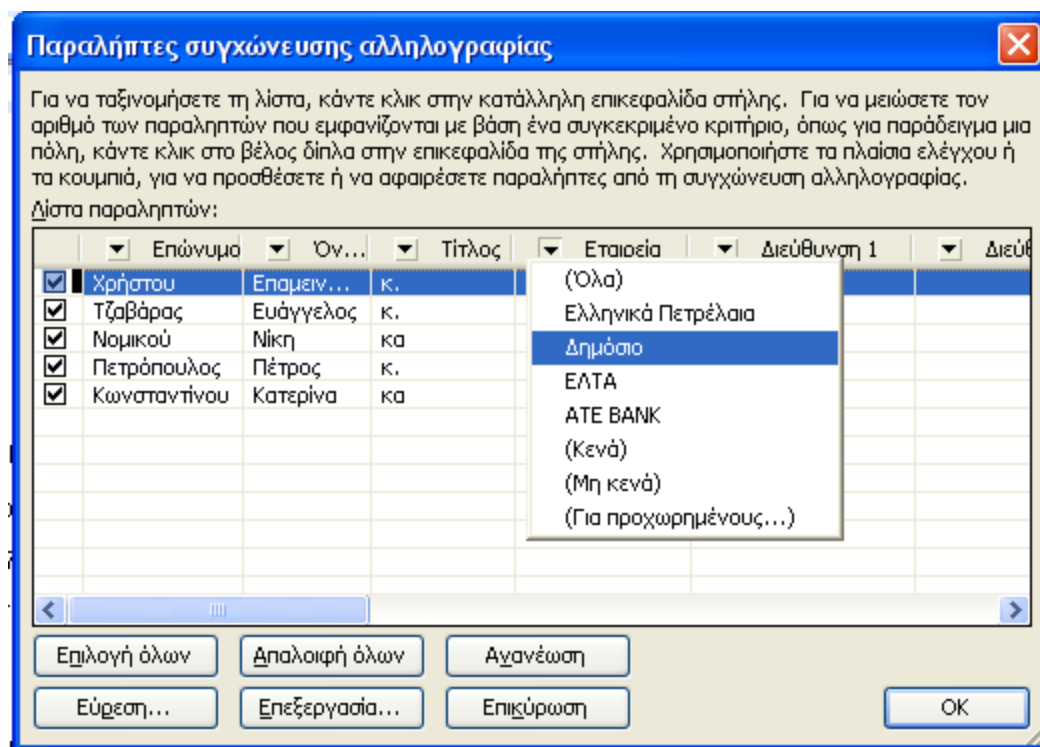 Παραλήπτες συγχώνευσης αλληλογραφίας
Για να ταξινομήσετε τη λίστα, κάντε κλικ στην κατάλληλη επικεφαλίδα στήλης. Για να μειώσετε τον
αριθμό των παραληπτών που εμφανίζονται με βάση ένα συγκεκριμένο κριτήριο, όπως για παράδειγμα μια
πόλη, κάντε κλικ στο βέλος δίπλα στην επικεφαλίδα της στήλης. Χρησιμοποιήστε τα πλαίσια ελέγχου ή
τα κουμπιά, για να προσθέσετε ή να αφαιρέσετε παραλήπτες από τη συγχώνευση αλληλογραφίας.
Λίστα παραληπτών:
Επώνυμο Όν... Τίτλος Εταιρεία Διεύθυνση 1 Διεύθ
Χρήστου Επαμειν... κ.
Τζαβάρας Ευάγγελος κ.
Νομικού Νίκη κα
Πετρόπουλος Πέτρος κ.
Κωνσταντίνου Κατερίνα κα
(Όλα)
Ελληνικά Πετρέλαια
Δημόσιο
ΕΛΤΑ
ATE BANK
(Κενά)
(Μη κενά)
(Για προχωρημένους...)
Επιλογή όλων Απαλοιφή όλων Ανανέωση
Εύρεση... Επεξεργασία... Επικύρωση OK